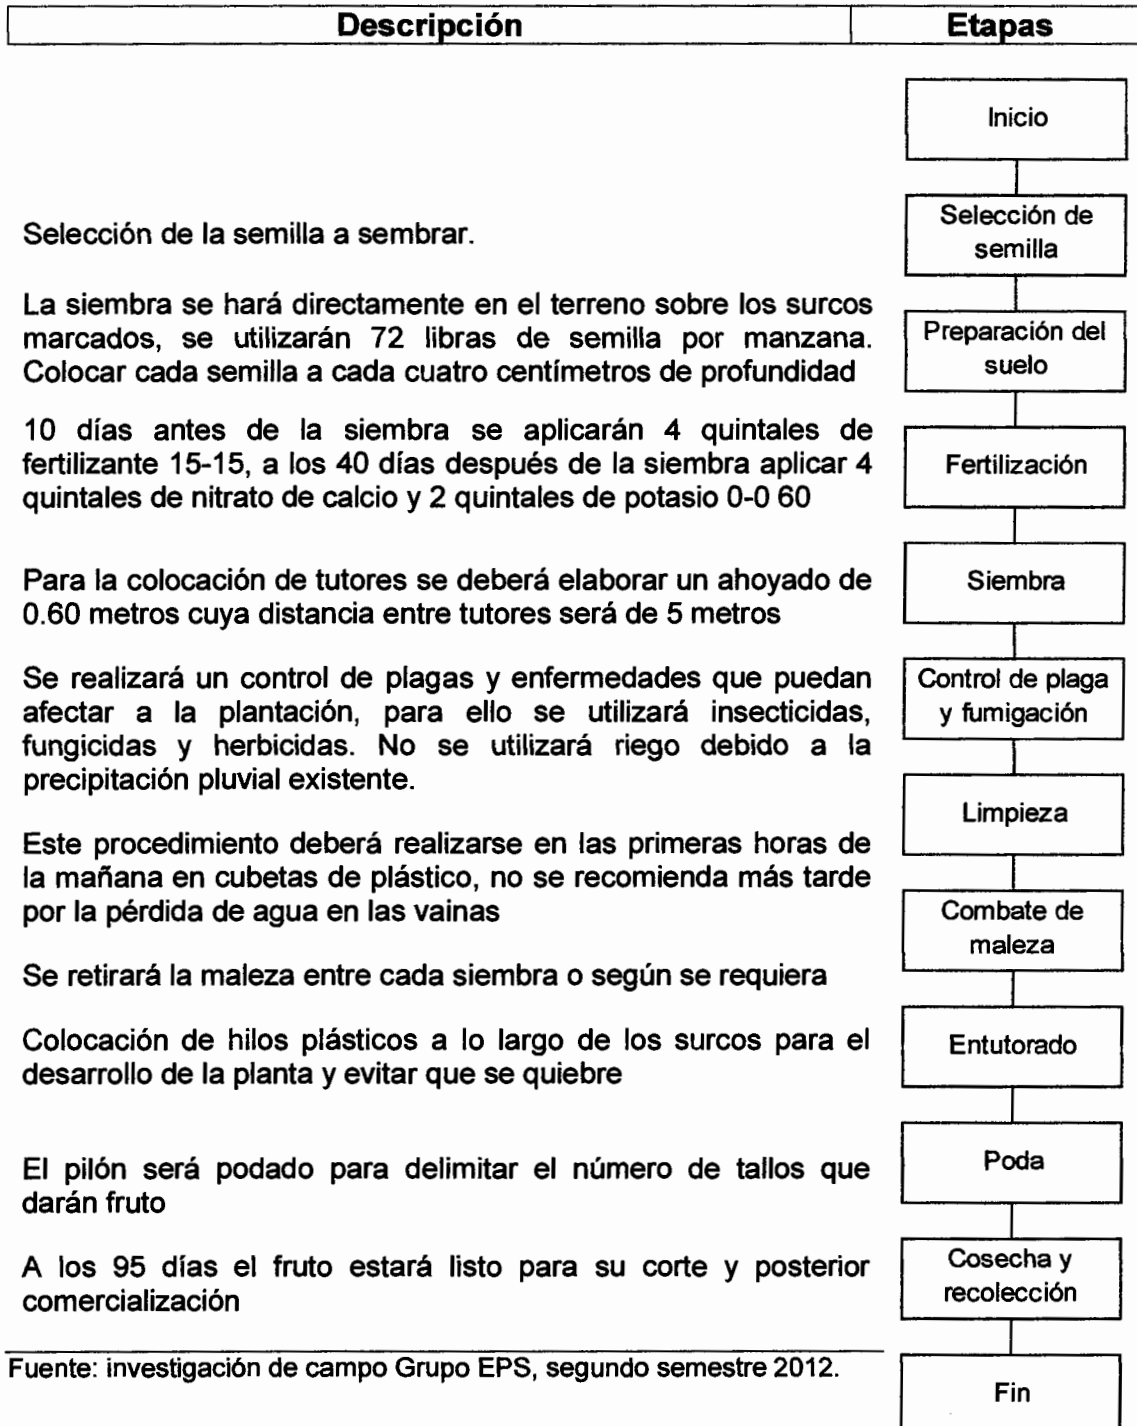 Descripción Etapas
Inicio
Selección de la semilla a sembrar.
Selección de
semilla
La siembra se hará directamente en el terreno sobre los surcos
marcados, se utilizarán 72 libras de semilla por manzana.
Colocar cada semilla a cada cuatro centímetros de profundidad
Preparación del
suelo
10 días antes de la siembra se aplicarán 4 quintales de
fertilizante 15-15, a los 40 días después de la siembra aplicar 4
quintales de nitrato de calcio y 2 quintales de potasio 0-0 60
Fertilización
Para la colocación de tutores se deberá elaborar un ahoyado de
0.60 metros cuya distancia entre tutores será de 5 metros
Siembra
Se realizará un control de plagas y enfermedades que puedan
afectar a la plantación, para ello se utilizará insecticidas,
fungicidas y herbicidas. No se utilizará riego debido a la
precipitación pluvial existente.
Control de plaga
y fumigación
Limpieza
Este procedimiento deberá realizarse en las primeras horas de
la mañana en cubetas de plástico, no se recomienda más tarde
por la pérdida de agua en las vainas
Combate de
maleza
Se retirará la maleza entre cada siembra o según se requiera
Colocación de hilos plásticos a lo largo de los surcos para el
desarrollo de la planta y evitar que se quiebre
Entutorado
El pilón será podado para delimitar el número de tallos que
darán fruto
Poda
A los 95 días el fruto estará listo para su corte y posterior
comercialización
Cosecha y
recolección
Fuente: investigación de campo Grupo EPS, segundo semestre 2012.
Fin